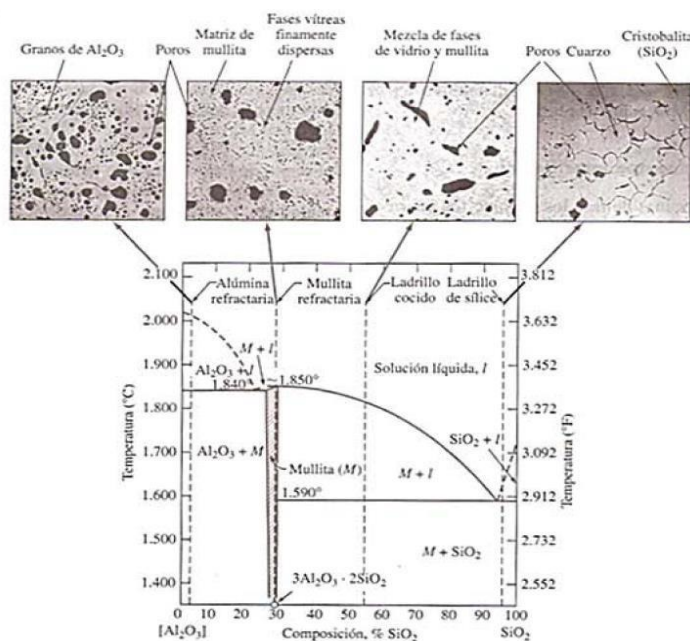 Granos de Al₂O₃
Poros
Matriz de
mullita
Fases vítreas
finamente
dispersas
Mezcla de fases
de vidrio y mullita
Poros
Cuarzo
Cristobalita
(SiO₂)
2.100
2.000
1.900
1.800
1.700
1.600
1.500
1.400
Temperatura (°C)
Alúmina
refractaria
Mullita
refractaria
Ladrillo
cocido
Ladrillo
de sílice
3.812
3.632
3.452
3.272
3.092
2.912
2.732
2.552
Temperatura (°F)
M + l
Al₂O₃ + l
1.840°
~1.850°
Solución líquida, l
SiO₂ + l
Al₂O₃ + M
Mullita (M)
M + l
1.590°
M + SiO₂
3Al₂O₃ · 2SiO₂
0 10 20 30 40 50 60 70 80 90 100
[Al₂O₃]
Composición, % SiO₂
SiO₂